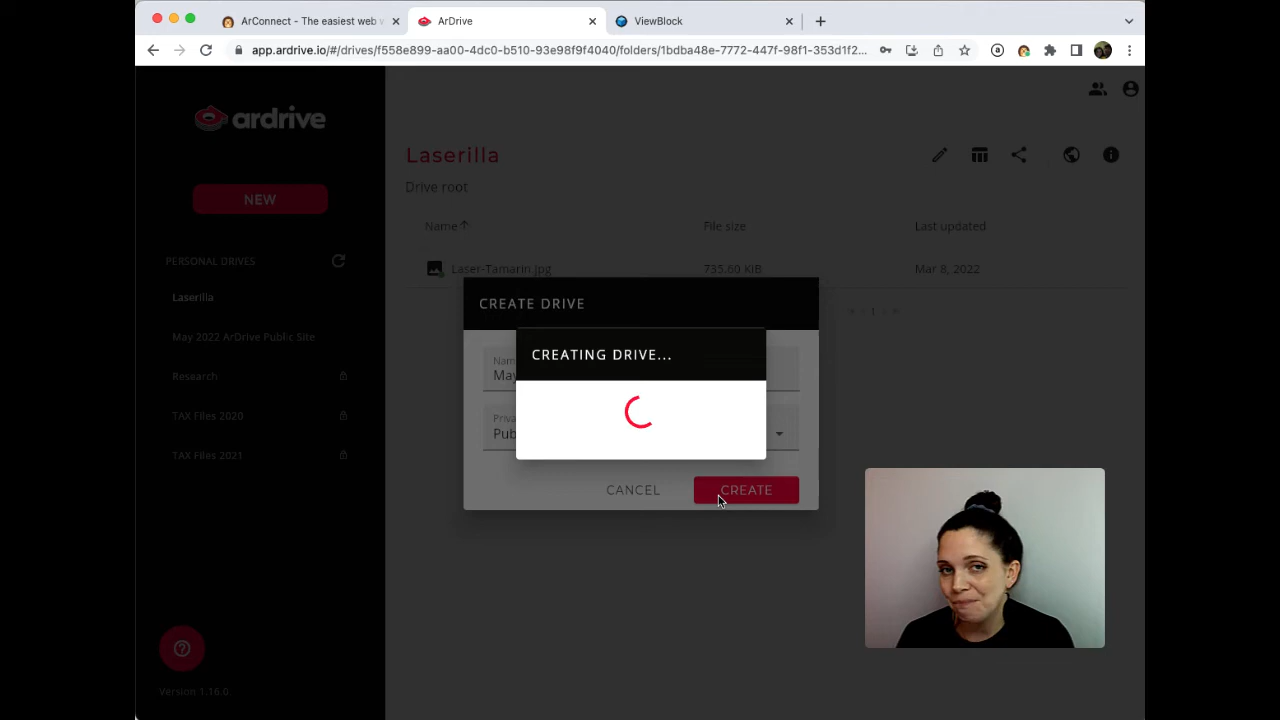 ArConnect - The easiest web
ArDrive
ViewBlock
app.ardrive.io/#/drives/f558e899-aa00-4dc0-b510-93e98f9f4040/folders/1bdba48e-7772-447f-98f1-353d1f2...
ardrive
NEW
PERSONAL DRIVES
Laserilla
May 2022 ArDrive Public Site
Research
TAX Files 2020
TAX Files 2021
Version 1.16.0
Laserilla
Drive root
Name
File size
Last updated
Laser-Tamarin.jpg
735.60 KiB
Mar 8, 2022
1
CREATE DRIVE
Nam
May
Priva
Pub
CREATING DRIVE...
CANCEL
CREATE